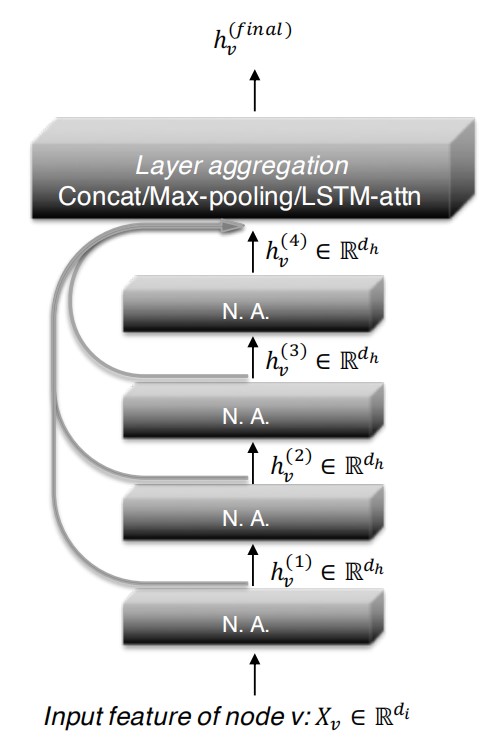 h_v^{(final)}
Layer aggregation
Concat/Max-pooling/LSTM-attn
h_v^{(4)} ∈ ℝ^{d_h}
N. A.
h_v^{(3)} ∈ ℝ^{d_h}
N. A.
h_v^{(2)} ∈ ℝ^{d_h}
N. A.
h_v^{(1)} ∈ ℝ^{d_h}
N. A.
Input feature of node v: X_v ∈ ℝ^{d_i}